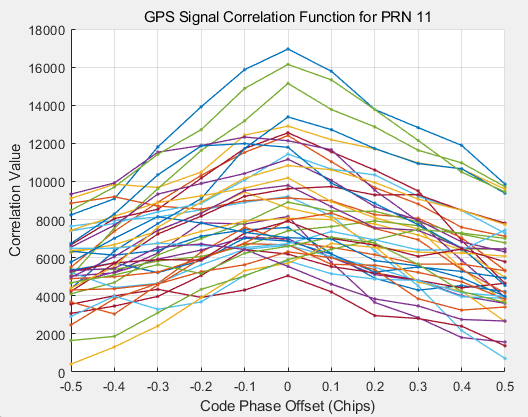 GPS Signal Correlation Function for PRN 11
18000
16000
14000
12000
10000
8000
6000
4000
2000
0
Correlation Value
-0.5 -0.4 -0.3 -0.2 -0.1 0 0.1 0.2 0.3 0.4 0.5
Code Phase Offset (Chips)